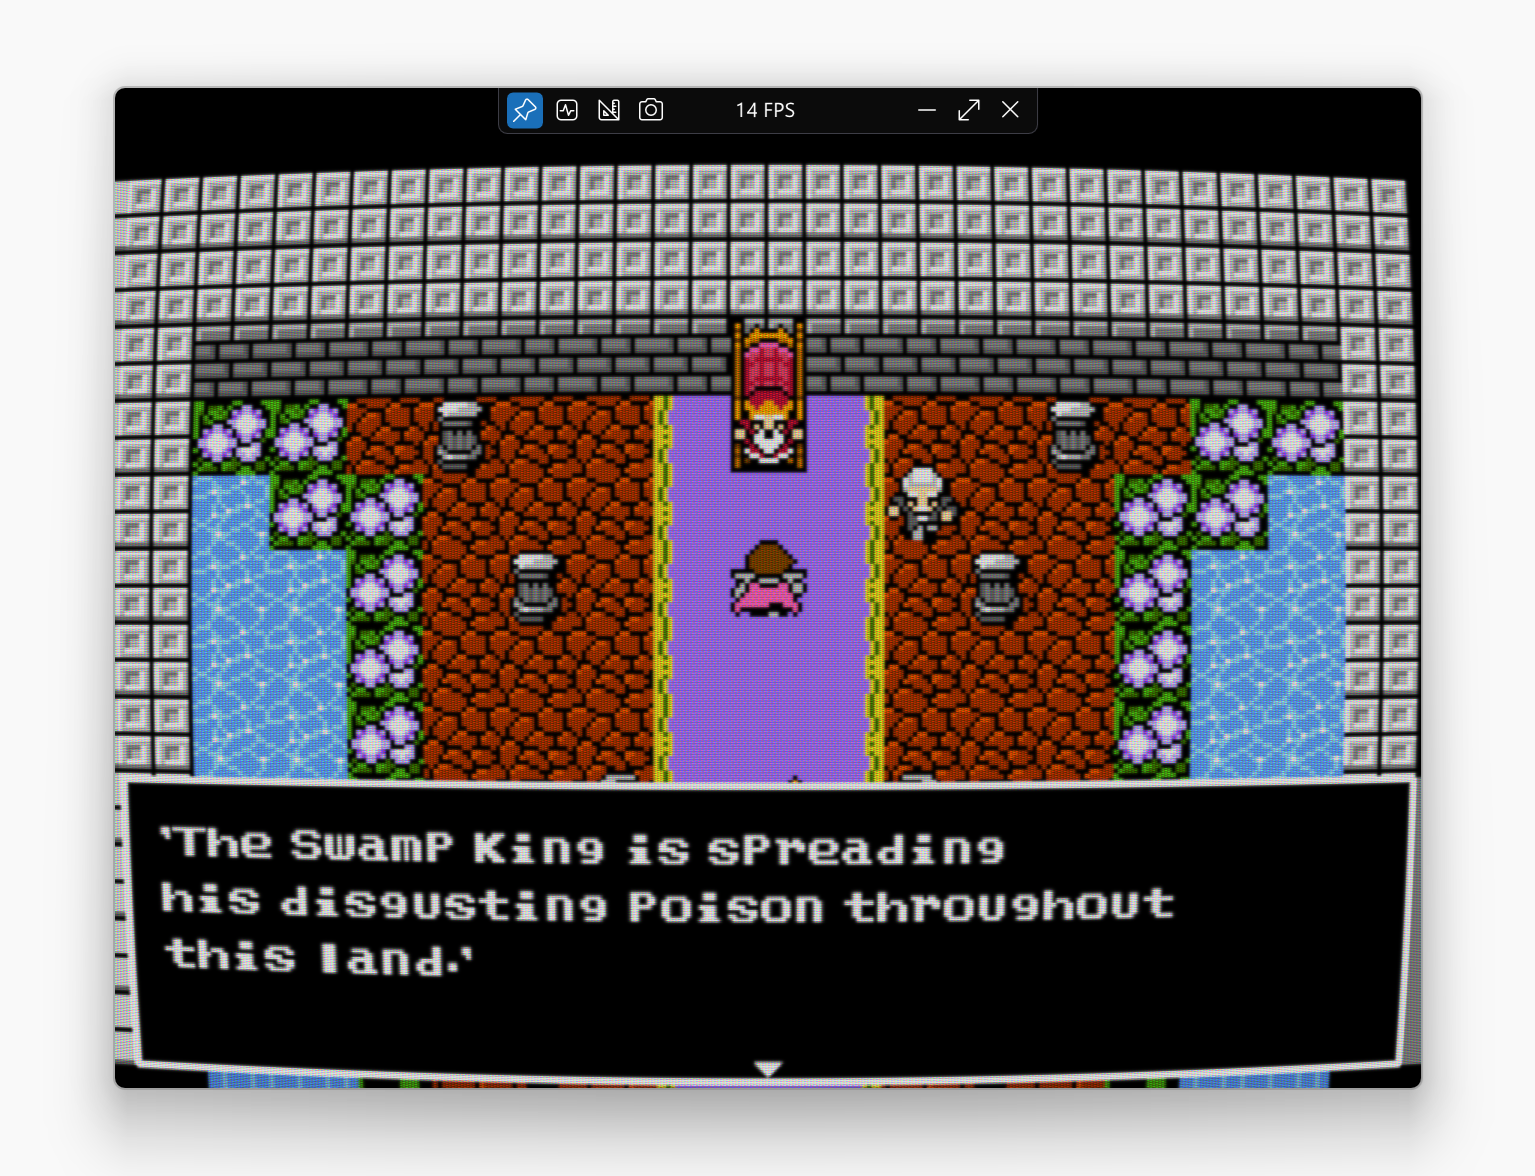 14 FPS
'The Swamp King is spreading
his disgusting poison throughout
this land.'